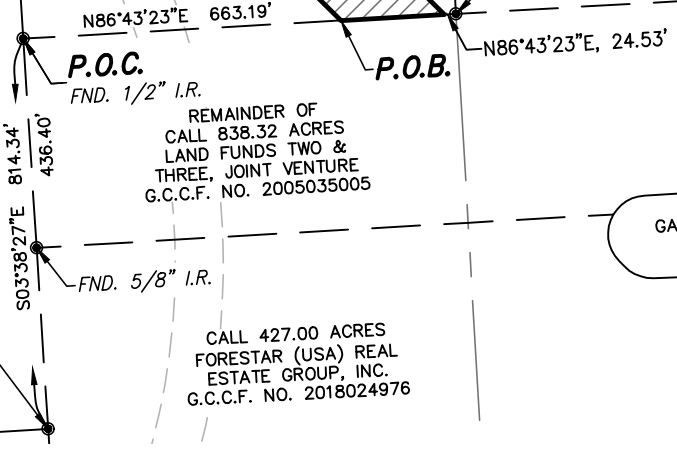 N86°43'23"E 663.19'
P.O.C.
FND. 1/2" I.R.
P.O.B.
N86°43'23"E, 24.53'
REMAINDER OF
CALL 838.32 ACRES
LAND FUNDS TWO &
THREE, JOINT VENTURE
G.C.C.F. NO. 2005035005
S03°38'27"E 814.34'
436.40'
GA
FND. 5/8" I.R.
CALL 427.00 ACRES
FORESTAR (USA) REAL
ESTATE GROUP, INC.
G.C.C.F. NO. 2018024976